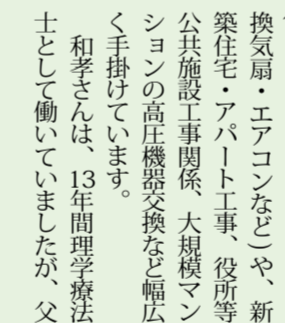 換気扇・エアコンなど)や、新
築住宅・アパート工事、役所等
公共施設工事関係、大規模マン
ションの高圧機器交換など幅広
く手掛けています。
和孝さんは、13年間理学療法
士として働いていましたが、父